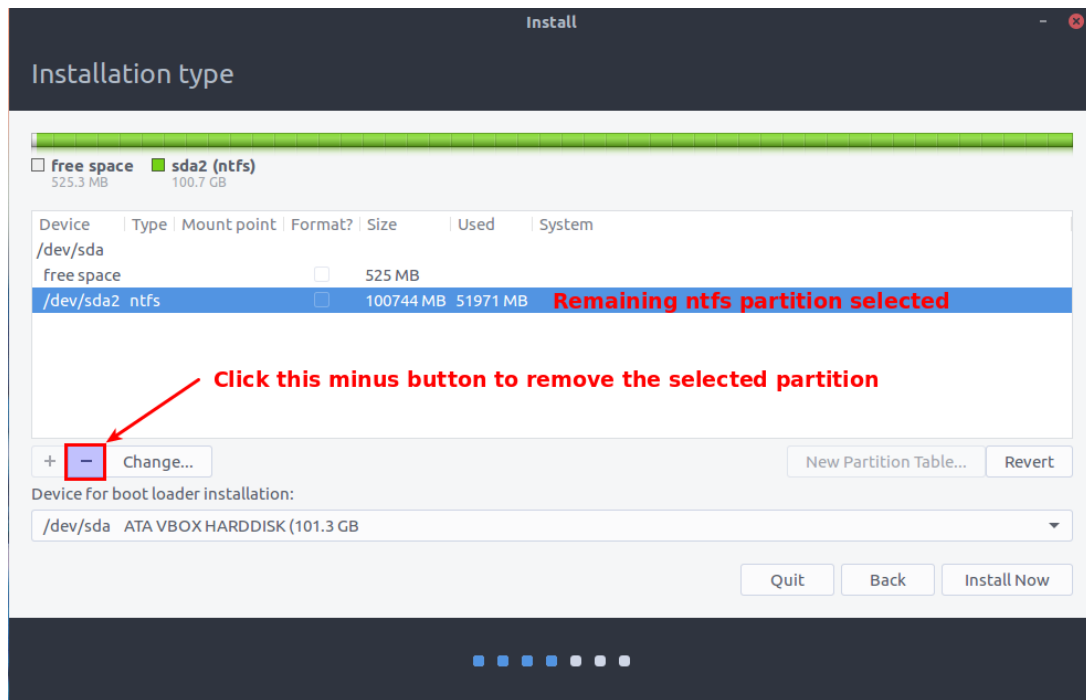 Install
Installation type
free space sda2 (ntfs)
525.3 MB 100.7 GB
Device Type Mount point Format? Size Used System
/dev/sda
free space 525 MB
/dev/sda2 ntfs 100744 MB 51971 MB Remaining ntfs partition selected
Click this minus button to remove the selected partition
+ − Change... New Partition Table... Revert
Device for boot loader installation:
/dev/sda ATA VBOX HARDDISK (101.3 GB
Quit Back Install Now